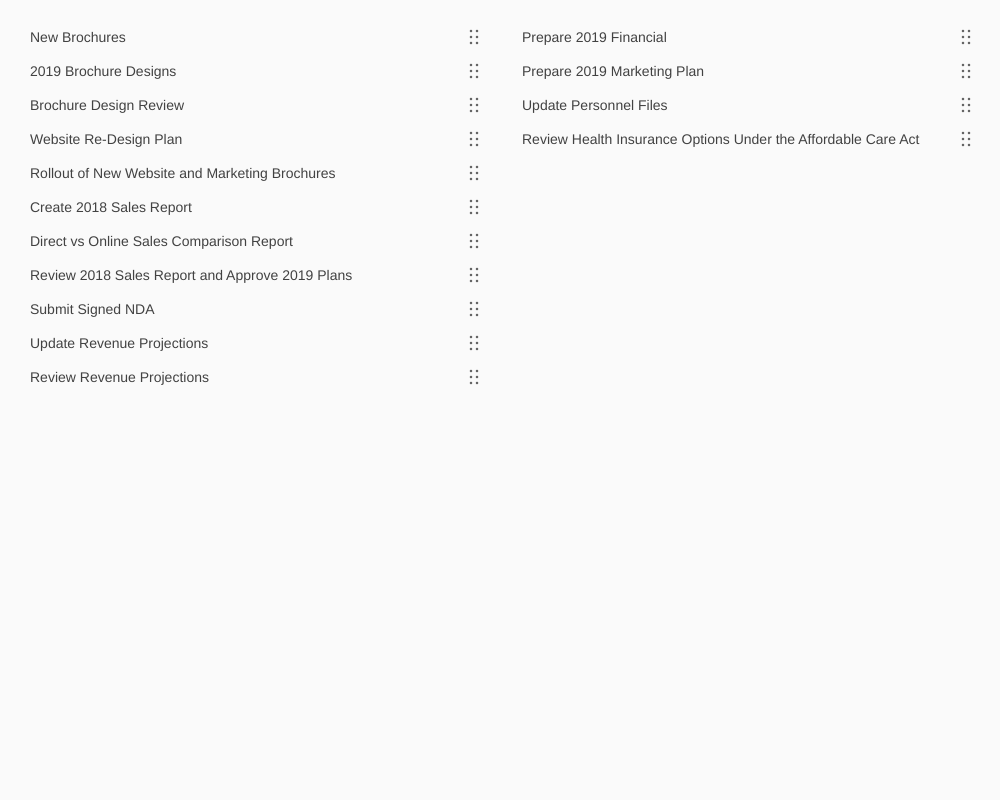 New Brochures
2019 Brochure Designs
Brochure Design Review
Website Re-Design Plan
Rollout of New Website and Marketing Brochures
Create 2018 Sales Report
Direct vs Online Sales Comparison Report
Review 2018 Sales Report and Approve 2019 Plans
Submit Signed NDA
Update Revenue Projections
Review Revenue Projections
Prepare 2019 Financial
Prepare 2019 Marketing Plan
Update Personnel Files
Review Health Insurance Options Under the Affordable Care Act